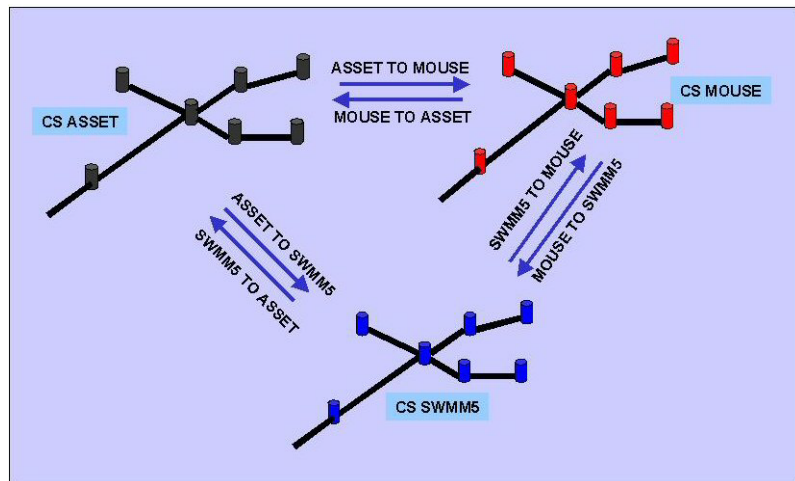 ASSET TO MOUSE
MOUSE TO ASSET
CS ASSET
CS MOUSE
SWMM5 TO MOUSE
MOUSE TO SWMM5
ASSET TO SWMM5
SWMM5 TO ASSET
CS SWMM5